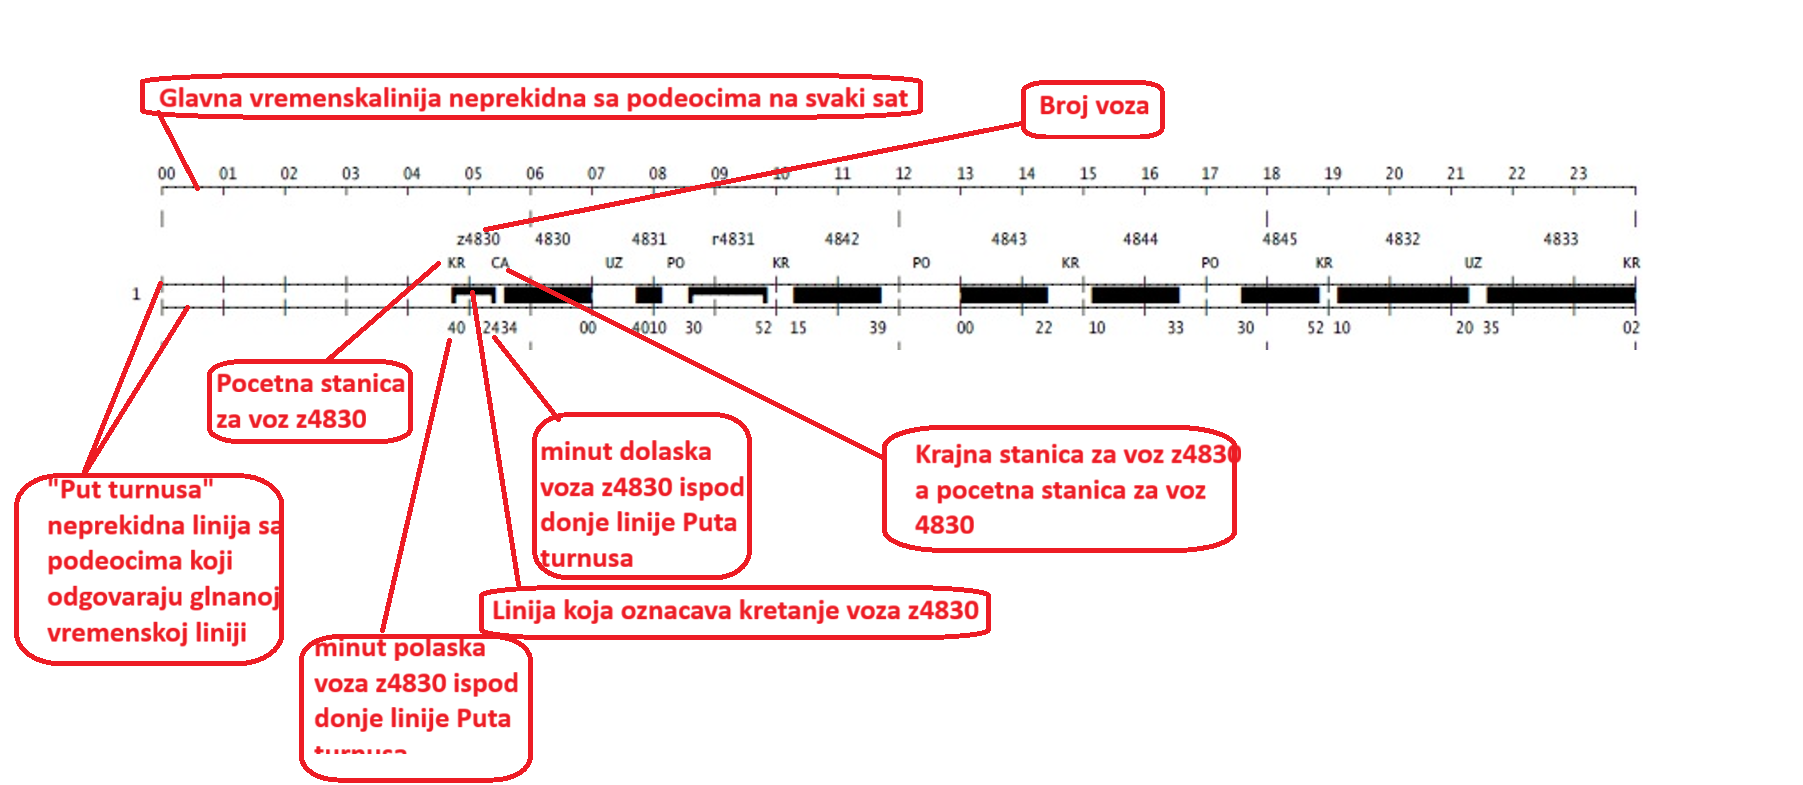 Glavna vremenskalinija neprekidna sa podeocima na svaki sat
Broj voza
00 01 02 03 04 05 06 07 08 09 10 11 12 13 14 15 16 17 18 19 20 21 22 23
z4830 4830 4831 r4831 4842 4843 4844 4845 4832 4833
KR CA UZ PO KR PO KR PO KR UZ KR
1
40 24 34 00 40 10 30 52 15 39 00 22 10 33 30 52 10 20 35 02
Pocetna stanica
za voz z4830
minut dolaska
voza z4830 ispod
donje linije Puta
turnusa
Krajna stanica za voz z4830
a pocetna stanica za voz
4830
"Put turnusa"
neprekidna linija sa
podeocima koji
odgovaraju glnanoj
vremenskoj liniji
Linija koja oznacava kretanje voza z4830
minut polaska
voza z4830 ispod
donje linije Puta
turnusa